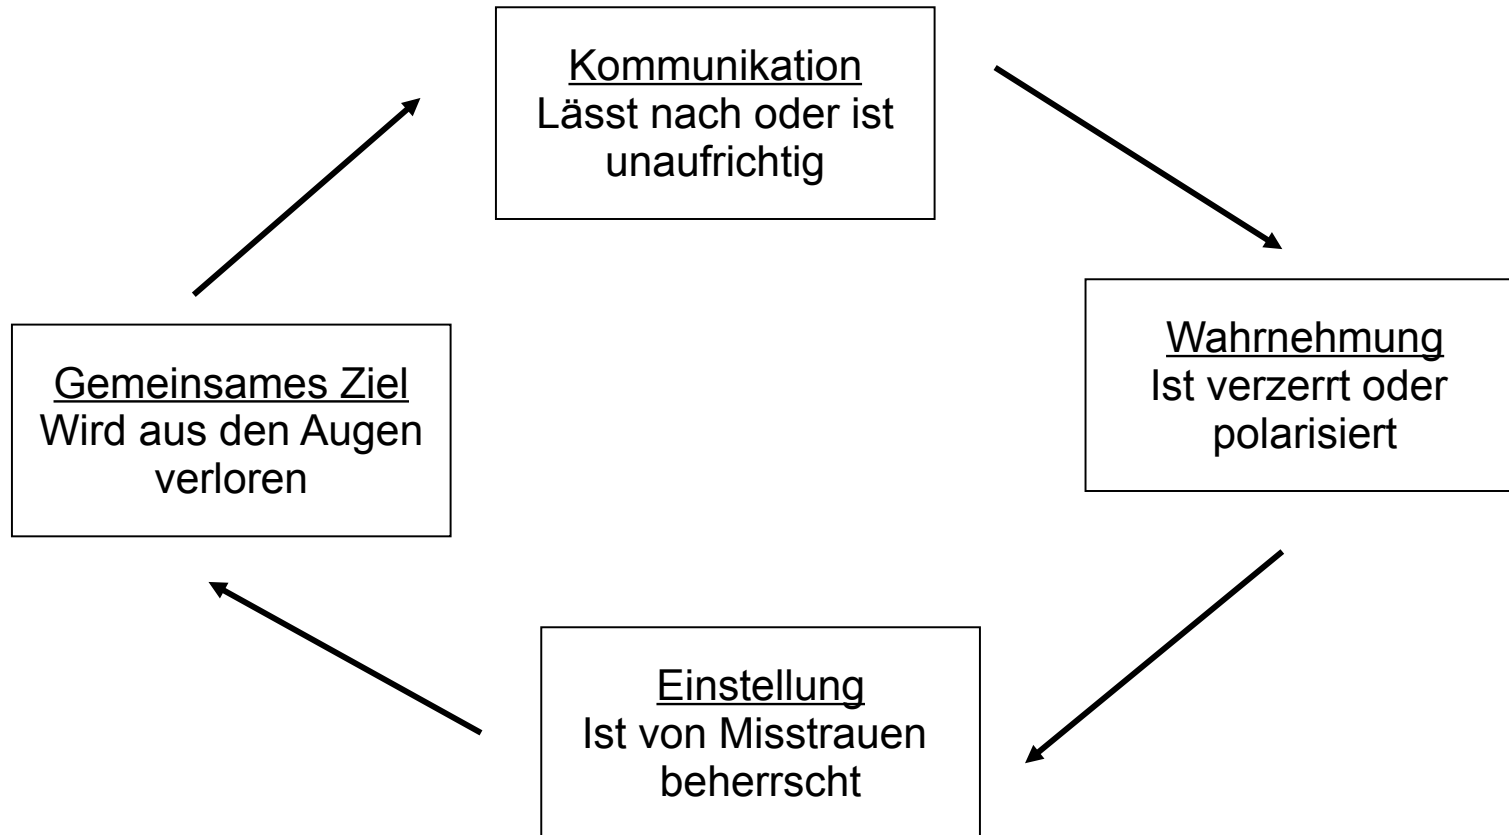 Kommunikation
Lässt nach oder ist
unaufrichtig
Wahrnehmung
Ist verzerrt oder
polarisiert
Einstellung
Ist von Misstrauen
beherrscht
Gemeinsames Ziel
Wird aus den Augen
verloren